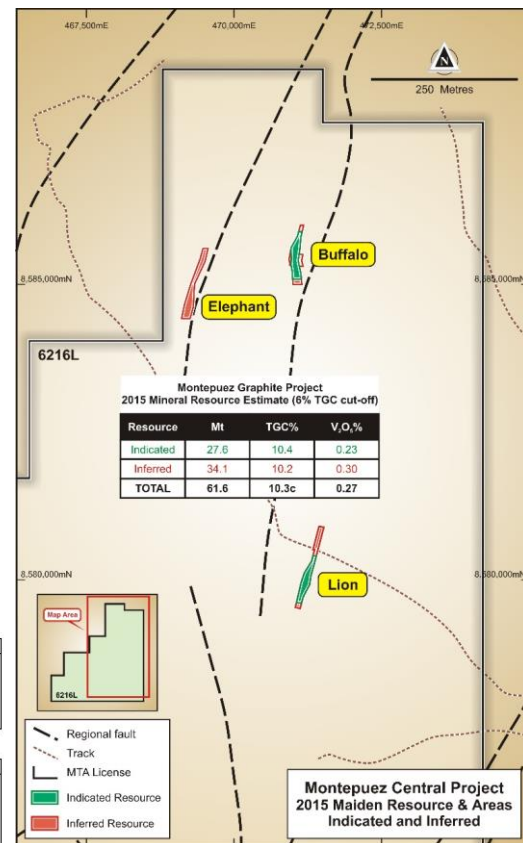 467,500mE 470,000mE 472,500mE
N
250 Metres
Buffalo
8,585,000mN 8,585,000mN
Elephant
6216L
Montepuez Graphite Project
2015 Mineral Resource Estimate (6% TGC cut-off)
Resource Mt TGC% V₂O₅%
Indicated 27.6 10.4 0.23
Inferred 34.1 10.2 0.30
TOTAL 61.6 10.3c 0.27
8,580,000mN 8,580,000mN
Lion
Map Area
6216L
Regional fault
Track
MTA License
Indicated Resource
Inferred Resource
Montepuez Central Project
2015 Maiden Resource & Areas
Indicated and Inferred